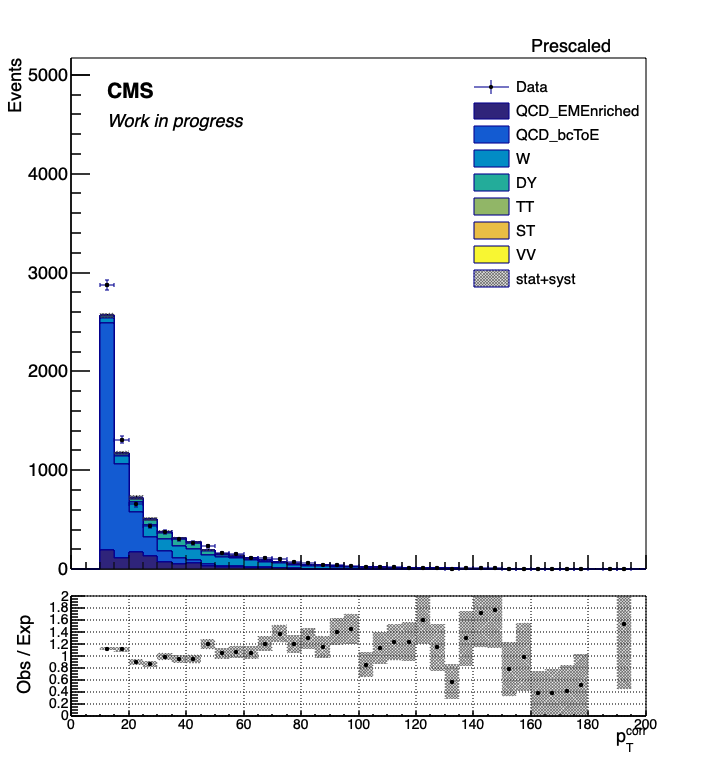 Prescaled
Events
5000
4000
3000
2000
1000
0
CMS
Work in progress
Data
QCD_EMEnriched
QCD_bcToE
W
DY
TT
ST
VV
stat+syst
Obs / Exp
2
1.8
1.6
1.4
1.2
1
0.8
0.6
0.4
0.2
0
0 20 40 60 80 100 120 140 160 180 200
p_T^corr